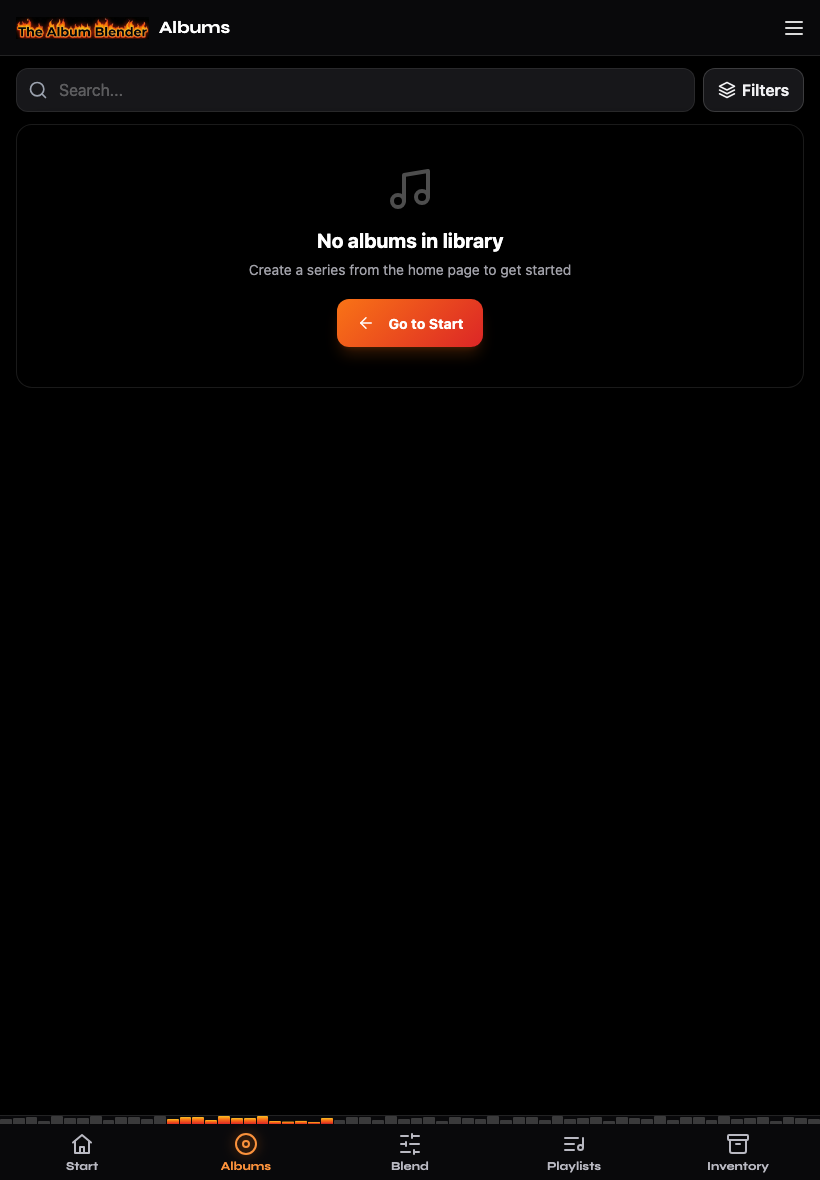 The Album Blender Albums
Search...
Filters
No albums in library
Create a series from the home page to get started
Go to Start
Start
Albums
Blend
Playlists
Inventory